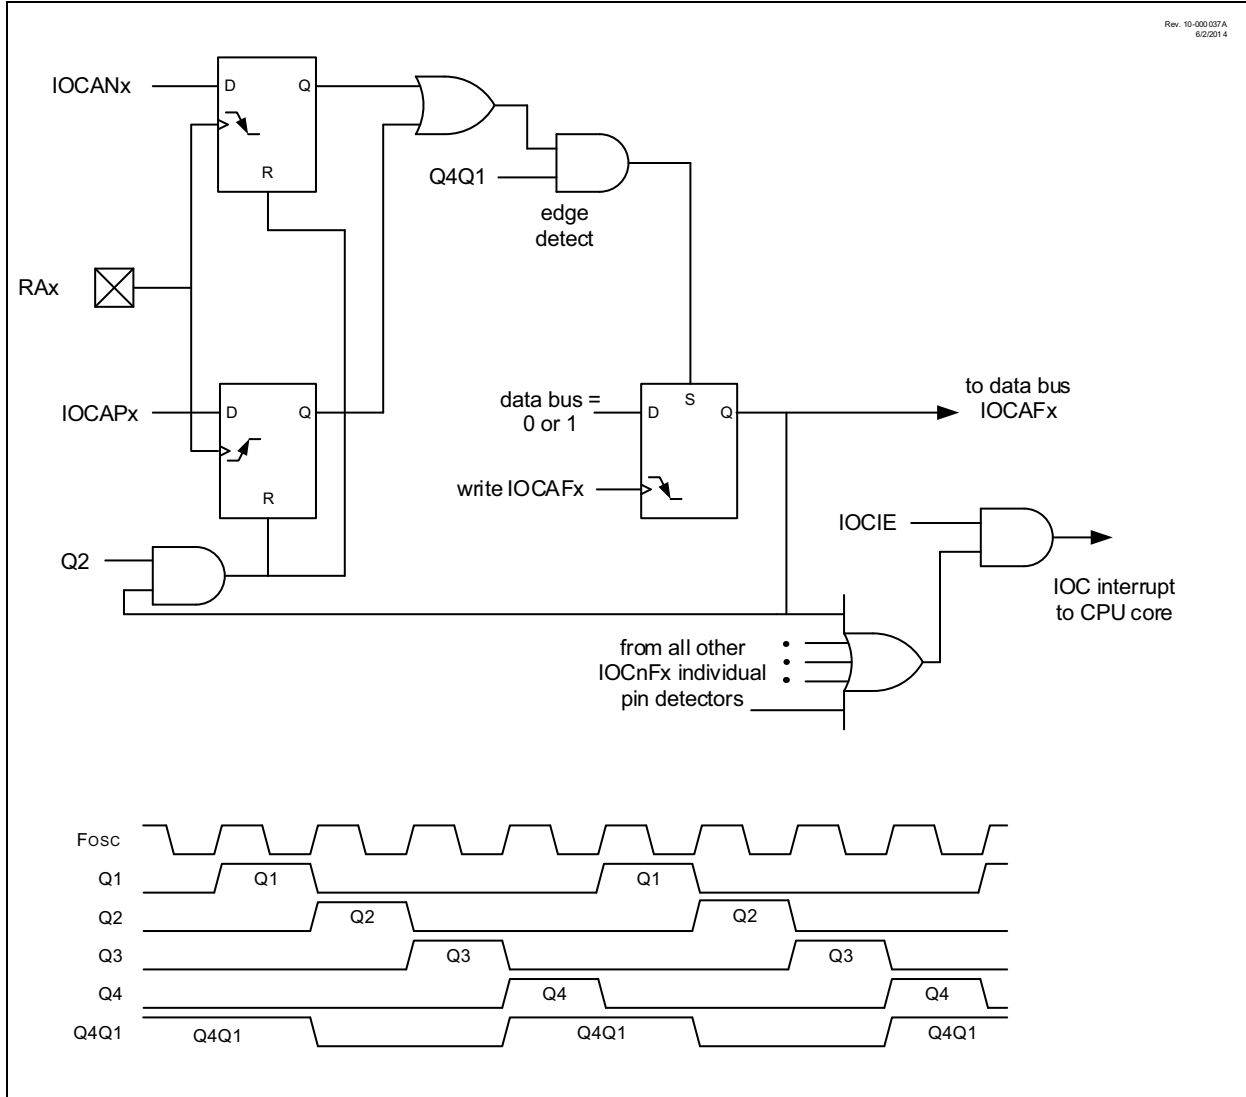 Rev. 10-000037A
6/2/2014
IOCANx
D
Q
R
Q4Q1
edge
detect
RAx
IOCAPx
D
Q
R
Q2
data bus =
0 or 1
S
D
Q
write IOCAFx
to data bus
IOCAFx
IOCIE
IOC interrupt
to CPU core
from all other
IOCnFx individual
pin detectors
FOSC
Q1
Q1
Q1
Q2
Q2
Q2
Q3
Q3
Q3
Q4
Q4
Q4
Q4Q1
Q4Q1
Q4Q1
Q4Q1